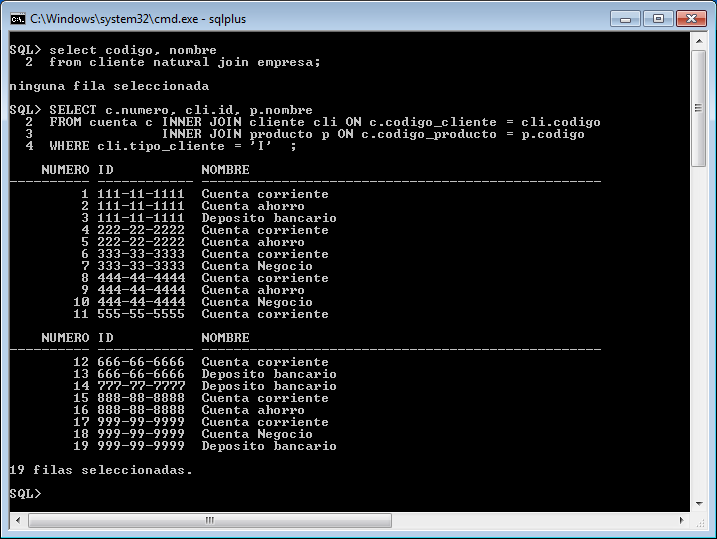 C:\Windows\system32\cmd.exe - sqlplus
SQL> select codigo, nombre
2 from cliente natural join empresa;
ninguna fila seleccionada
SQL> SELECT c.numero, cli.id, p.nombre
2 FROM cuenta c INNER JOIN cliente cli ON c.codigo_cliente = cli.codigo
3 INNER JOIN producto p ON c.codigo_producto = p.codigo
4 WHERE cli.tipo_cliente = 'I' ;
NUMERO ID NOMBRE
---------- ------------ --------------------------------------------------
1 111-11-1111 Cuenta corriente
2 111-11-1111 Cuenta ahorro
3 111-11-1111 Deposito bancario
4 222-22-2222 Cuenta corriente
5 222-22-2222 Cuenta ahorro
6 333-33-3333 Cuenta corriente
7 333-33-3333 Cuenta Negocio
8 444-44-4444 Cuenta corriente
9 444-44-4444 Cuenta ahorro
10 444-44-4444 Cuenta Negocio
11 555-55-5555 Cuenta corriente
NUMERO ID NOMBRE
---------- ------------ --------------------------------------------------
12 666-66-6666 Cuenta corriente
13 666-66-6666 Deposito bancario
14 777-77-7777 Deposito bancario
15 888-88-8888 Cuenta corriente
16 888-88-8888 Cuenta ahorro
17 999-99-9999 Cuenta corriente
18 999-99-9999 Cuenta Negocio
19 999-99-9999 Deposito bancario
19 filas seleccionadas.
SQL>